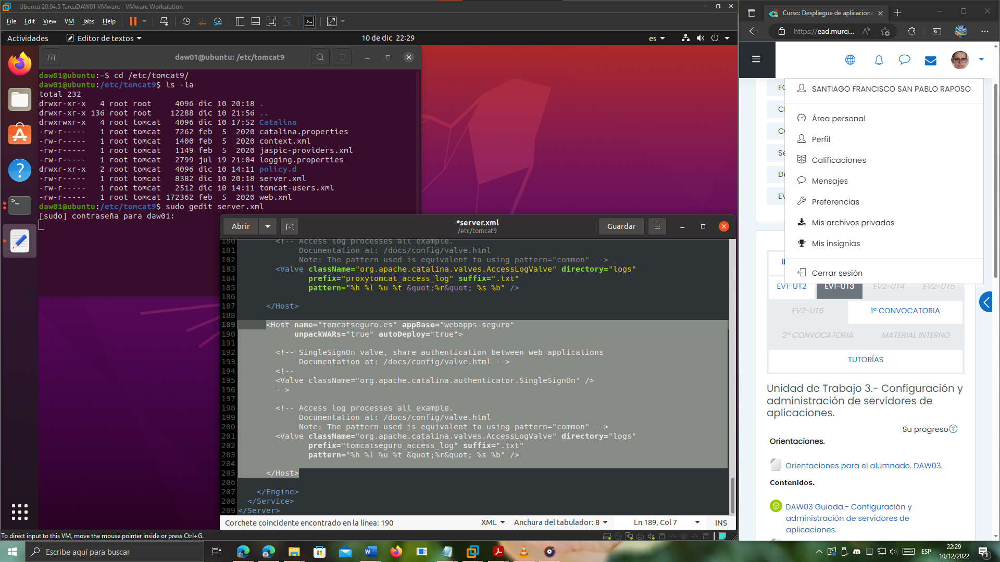 Ubuntu 20.04.5 TareaDAW01 VMware - VMware Workstation
File Edit View VM Tabs Help
Actividades
Editor de textos
10 de dic 22:29
es
daw01@ubuntu: /etc/tomcat9
daw01@ubuntu:~$ cd /etc/tomcat9/
daw01@ubuntu:/etc/tomcat9$ ls -la
total 232
drwxr-xr-x   4 root root     4096 dic 10 20:18 .
drwxr-xr-x 136 root root    12288 dic 10 21:56 ..
drwxrwxr-x   4 root tomcat   4096 dic 10 17:52 Catalina
-rw-r-----   1 root tomcat   7262 feb  5  2020 catalina.properties
-rw-r-----   1 root tomcat   1400 feb  5  2020 context.xml
-rw-r-----   1 root tomcat   1149 feb  5  2020 jaspic-providers.xml
-rw-r-----   1 root tomcat   2799 jul 19 21:04 logging.properties
drwxr-xr-x   2 root tomcat   4096 dic 10 14:11 policy.d
-rw-r-----   1 root tomcat   8382 dic 10 20:18 server.xml
-rw-r-----   1 root tomcat   2512 dic 10 14:11 tomcat-users.xml
-rw-r-----   1 root tomcat 172362 feb  5  2020 web.xml
daw01@ubuntu:/etc/tomcat9$ sudo gedit server.xml
[sudo] contraseña para daw01:
Abrir
*server.xml
/etc/tomcat9
Guardar
180 <!-- Access log processes all example.
181 Documentation at: /docs/config/valve.html
182 Note: The pattern used is equivalent to using pattern="common" -->
183 <Valve className="org.apache.catalina.valves.AccessLogValve" directory="logs"
184 prefix="proxytomcat_access_log" suffix=".txt"
185 pattern="%h %l %u %t &quot;%r&quot; %s %b" />
186
187 </Host>
188
189 <Host name="tomcatseguro.es" appBase="webapps-seguro"
190 unpackWARs="true" autoDeploy="true">
191
192 <!-- SingleSignOn valve, share authentication between web applications
193 Documentation at: /docs/config/valve.html -->
194 <!--
195 <Valve className="org.apache.catalina.authenticator.SingleSignOn" />
196 -->
197
198 <!-- Access log processes all example.
199 Documentation at: /docs/config/valve.html
200 Note: The pattern used is equivalent to using pattern="common" -->
201 <Valve className="org.apache.catalina.valves.AccessLogValve" directory="logs"
202 prefix="tomcatseguro_access_log" suffix=".txt"
203 pattern="%h %l %u %t &quot;%r&quot; %s %b" />
204
205 </Host>
206
207 </Engine>
208 </Service>
209 </Server>
Corchete coincidente encontrado en la línea: 190
XML
Anchura del tabulador: 8
Ln 189, Col 7
INS
To direct input to this VM, move the mouse pointer inside or press Ctrl+G.
Curso: Despliegue de aplicacione
https://ead.murci...
SANTIAGO FRANCISCO SAN PABLO RAPOSO
Área personal
Perfil
Calificaciones
Mensajes
Preferencias
Mis archivos privados
Mis insignias
Cerrar sesión
EV1-UT2
EV1-UT3
EV2-UT4
EV2-UT5
EV2-UT6
1ª CONVOCATORIA
2ª CONVOCATORIA
MATERIAL INTERNO
TUTORÍAS
Unidad de Trabajo 3.- Configuración y
administración de servidores de
aplicaciones.
Su progreso
Orientaciones.
Orientaciones para el alumnado. DAW03.
Contenidos.
DAW03 Guiada.- Configuración y
administración de servidores de
aplicaciones.
Escribe aquí para buscar
ESP
22:29
10/12/2022
1